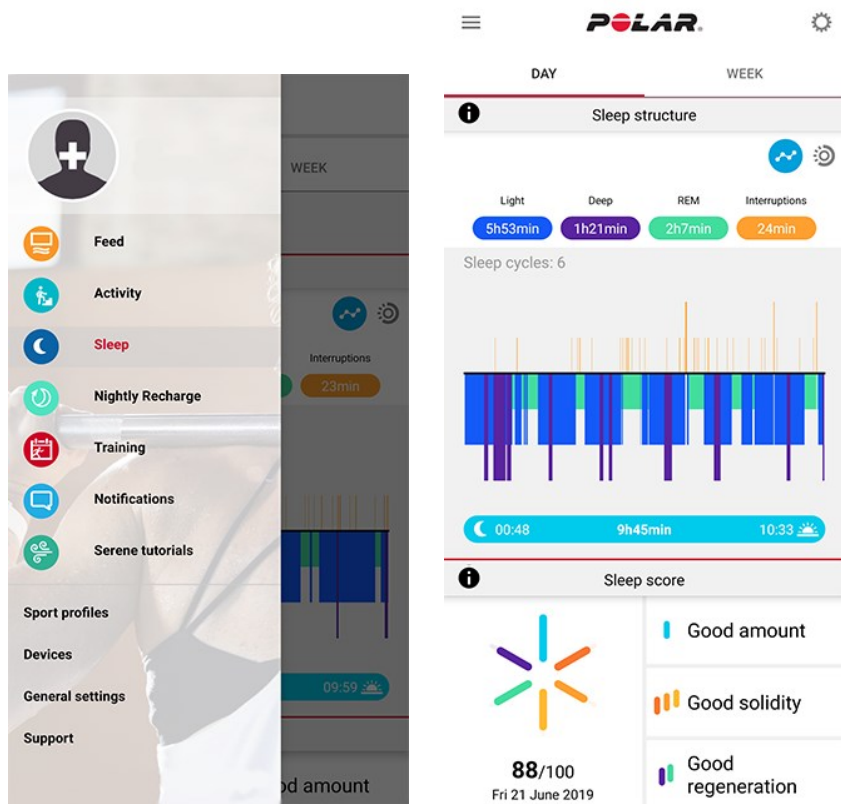 WEEK
Feed
Activity
Sleep
Nightly Recharge
Training
Notifications
Serene tutorials
Sport profiles
Devices
General settings
Support
Interruptions
23min
09:59
od amount
POLAR.
DAY WEEK
Sleep structure
Light Deep REM Interruptions
5h53min 1h21min 2h7min 24min
Sleep cycles: 6
00:48 9h45min 10:33
Sleep score
Good amount
Good solidity
Good
regeneration
88/100
Fri 21 June 2019